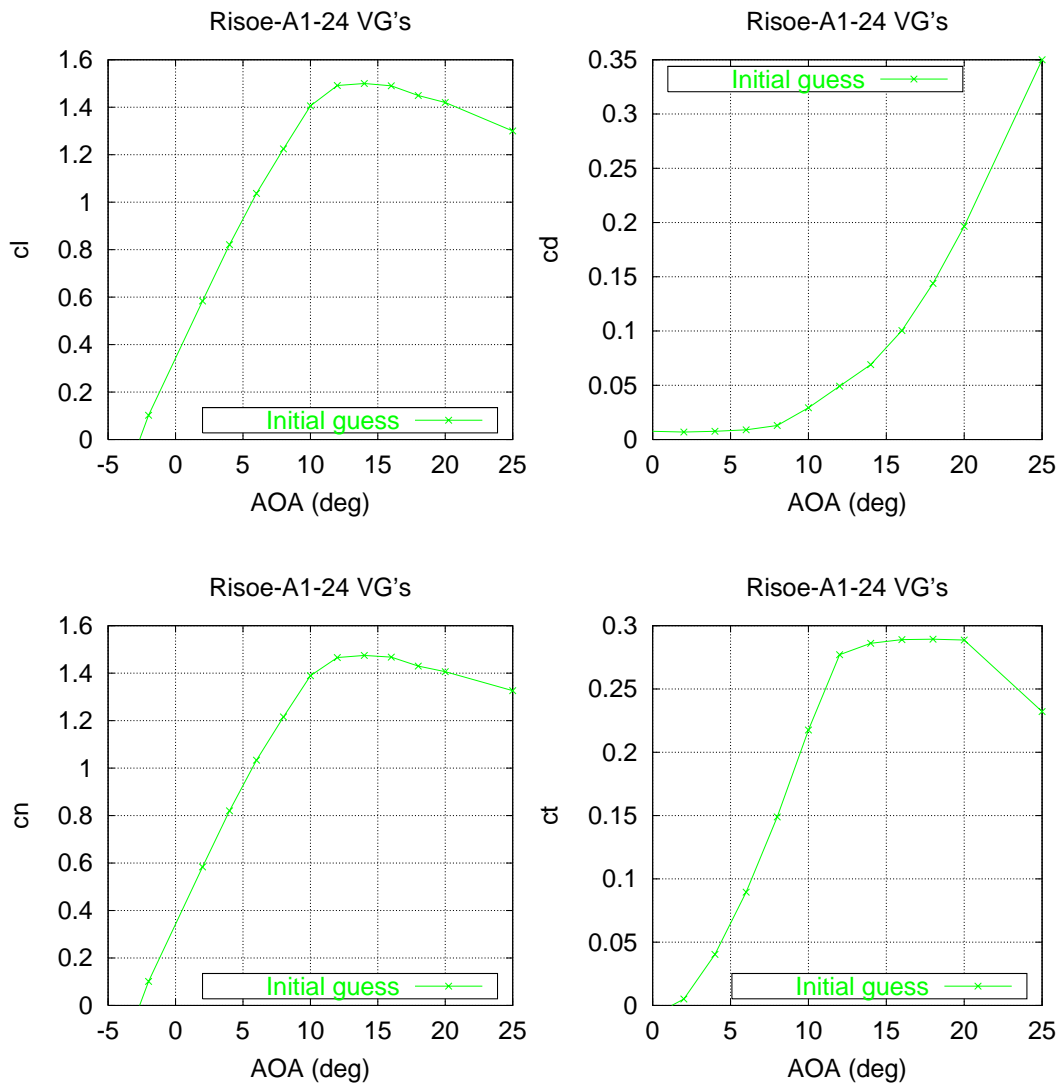 Risoe-A1-24 VG's
1.6
1.4
1.2
1
0.8
0.6
0.4
0.2
0
-5 0 5 10 15 20 25
cl
AOA (deg)
Initial guess
Risoe-A1-24 VG's
0.35
0.3
0.25
0.2
0.15
0.1
0.05
0
0 5 10 15 20 25
cd
AOA (deg)
Initial guess
Risoe-A1-24 VG's
1.6
1.4
1.2
1
0.8
0.6
0.4
0.2
0
-5 0 5 10 15 20 25
cn
AOA (deg)
Initial guess
Risoe-A1-24 VG's
0.3
0.25
0.2
0.15
0.1
0.05
0
0 5 10 15 20 25
ct
AOA (deg)
Initial guess